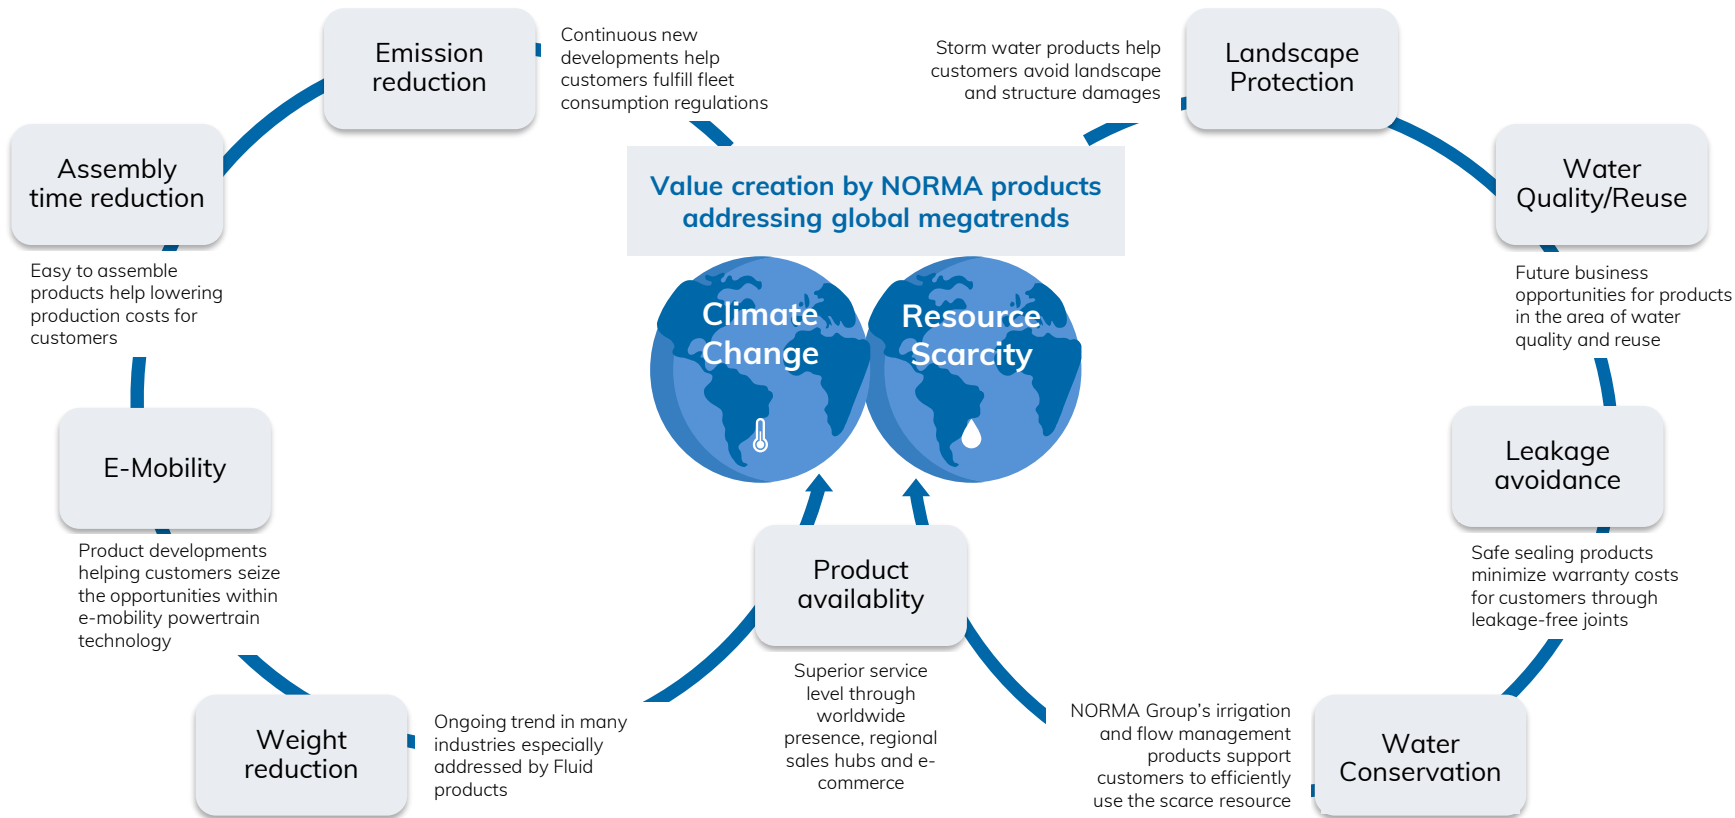 Emission
reduction
Continuous new
developments help
customers fulfill fleet
consumption regulations
Storm water products help
customers avoid landscape
and structure damages
Landscape
Protection
Assembly
time reduction
Easy to assemble
products help lowering
production costs for
customers
Value creation by NORMA products
addressing global megatrends
Water
Quality/Reuse
Future business
opportunities for products
in the area of water
quality and reuse
Climate
Change
Resource
Scarcity
E-Mobility
Product developments
helping customers seize
the opportunities within
e-mobility powertrain
technology
Leakage
avoidance
Safe sealing products
minimize warranty costs
for customers through
leakage-free joints
Product
availablity
Superior service
level through
worldwide
presence, regional
sales hubs and e-
commerce
Weight
reduction
Ongoing trend in many
industries especially
addressed by Fluid
products
NORMA Group's irrigation
and flow management
products support
customers to efficiently
use the scarce resource
Water
Conservation